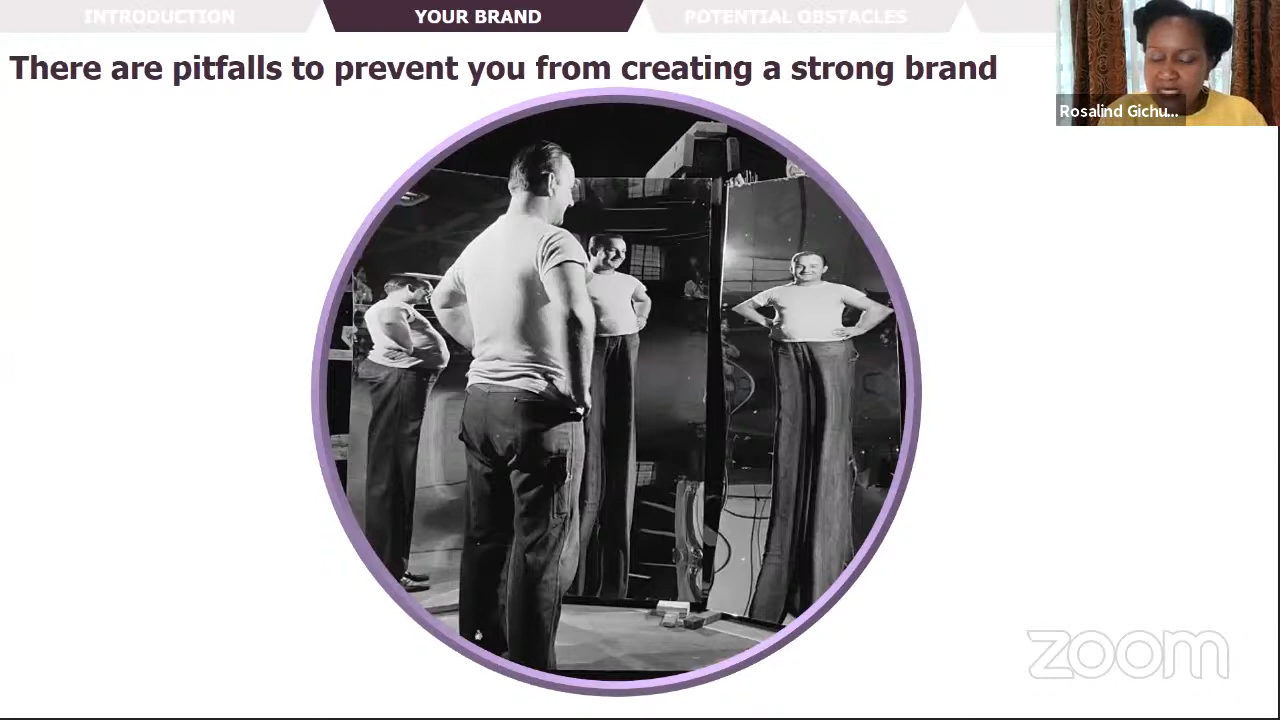 INTRODUCTION
YOUR BRAND
POTENTIAL OBSTACLES
There are pitfalls to prevent you from creating a strong brand
Rosalind Gichu...
zoom